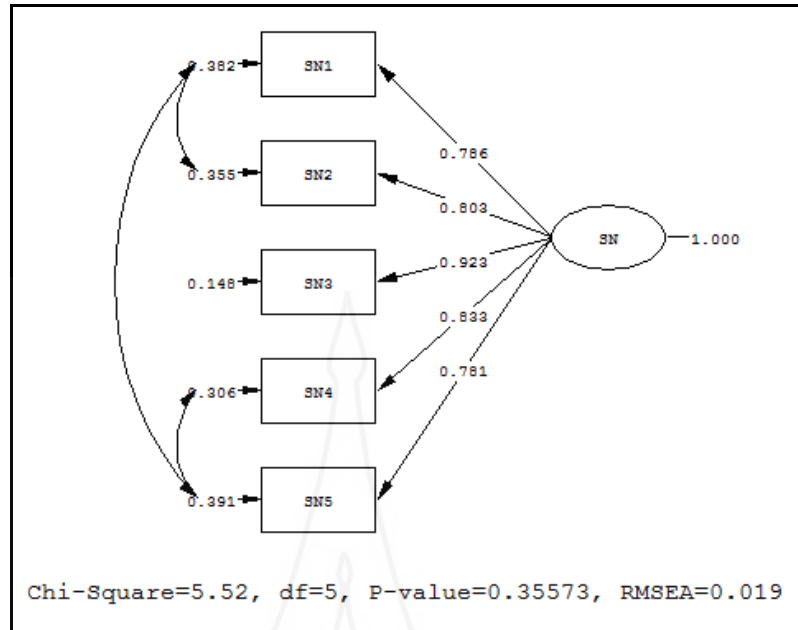 0.382 SN1
0.786
0.355 SN2
0.803
SN 1.000
0.923
0.148 SN3
0.833
0.781
0.306 SN4
0.391 SN5
Chi-Square=5.52, df=5, P-value=0.35573, RMSEA=0.019